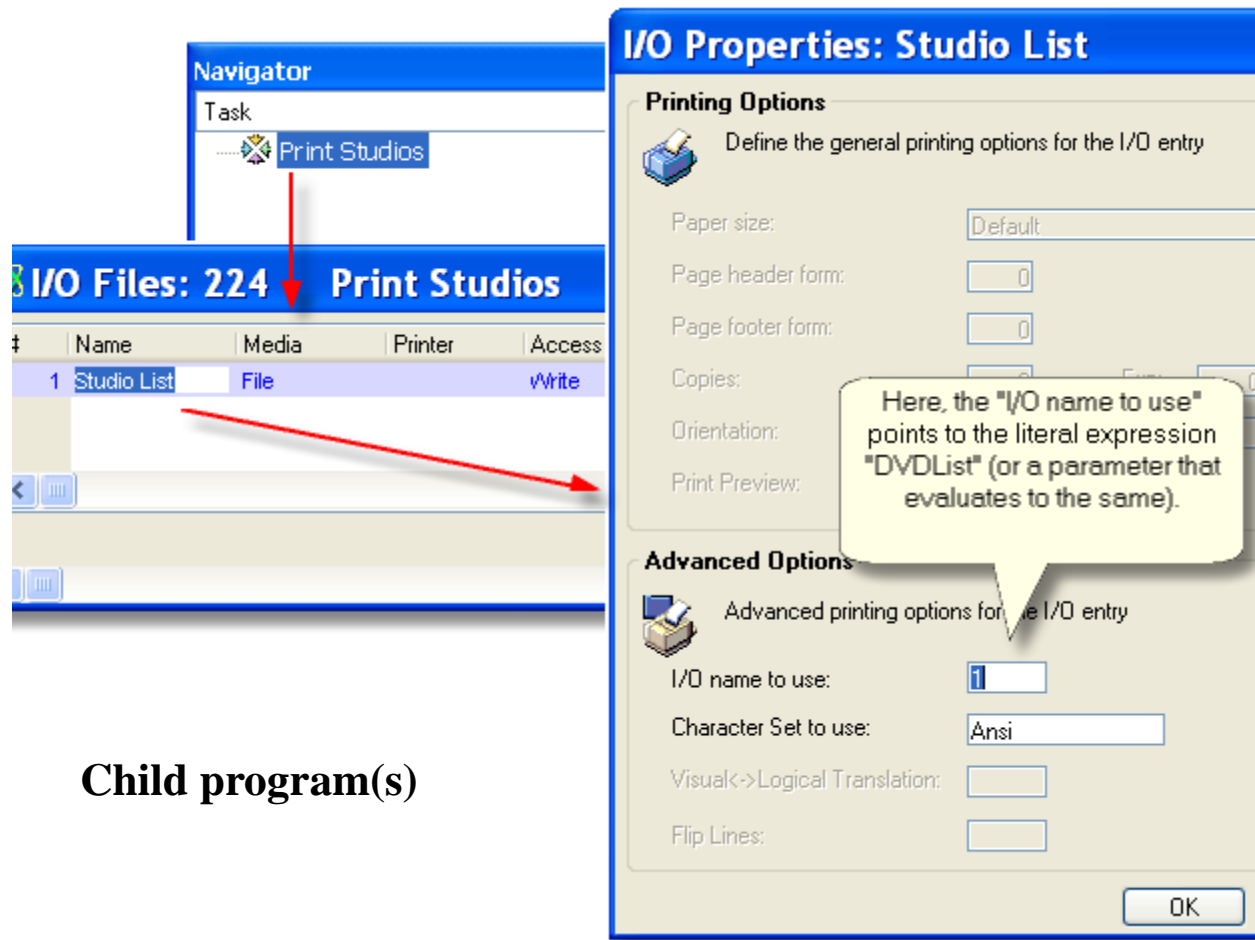 Navigator
Task
Print Studios
I/O Files: 224 Print Studios
# Name Media Printer Access
1 Studio List File Write
Child program(s)
I/O Properties: Studio List
Printing Options
Define the general printing options for the I/O entry
Paper size: Default
Page header form: 0
Page footer form: 0
Copies:
Orientation:
Print Preview:
Here, the "I/O name to use"
points to the literal expression
"DVDList" (or a parameter that
evaluates to the same).
Advanced Options
Advanced printing options for the I/O entry
I/O name to use: 1
Character Set to use: Ansi
Visual<->Logical Translation:
Flip Lines:
OK